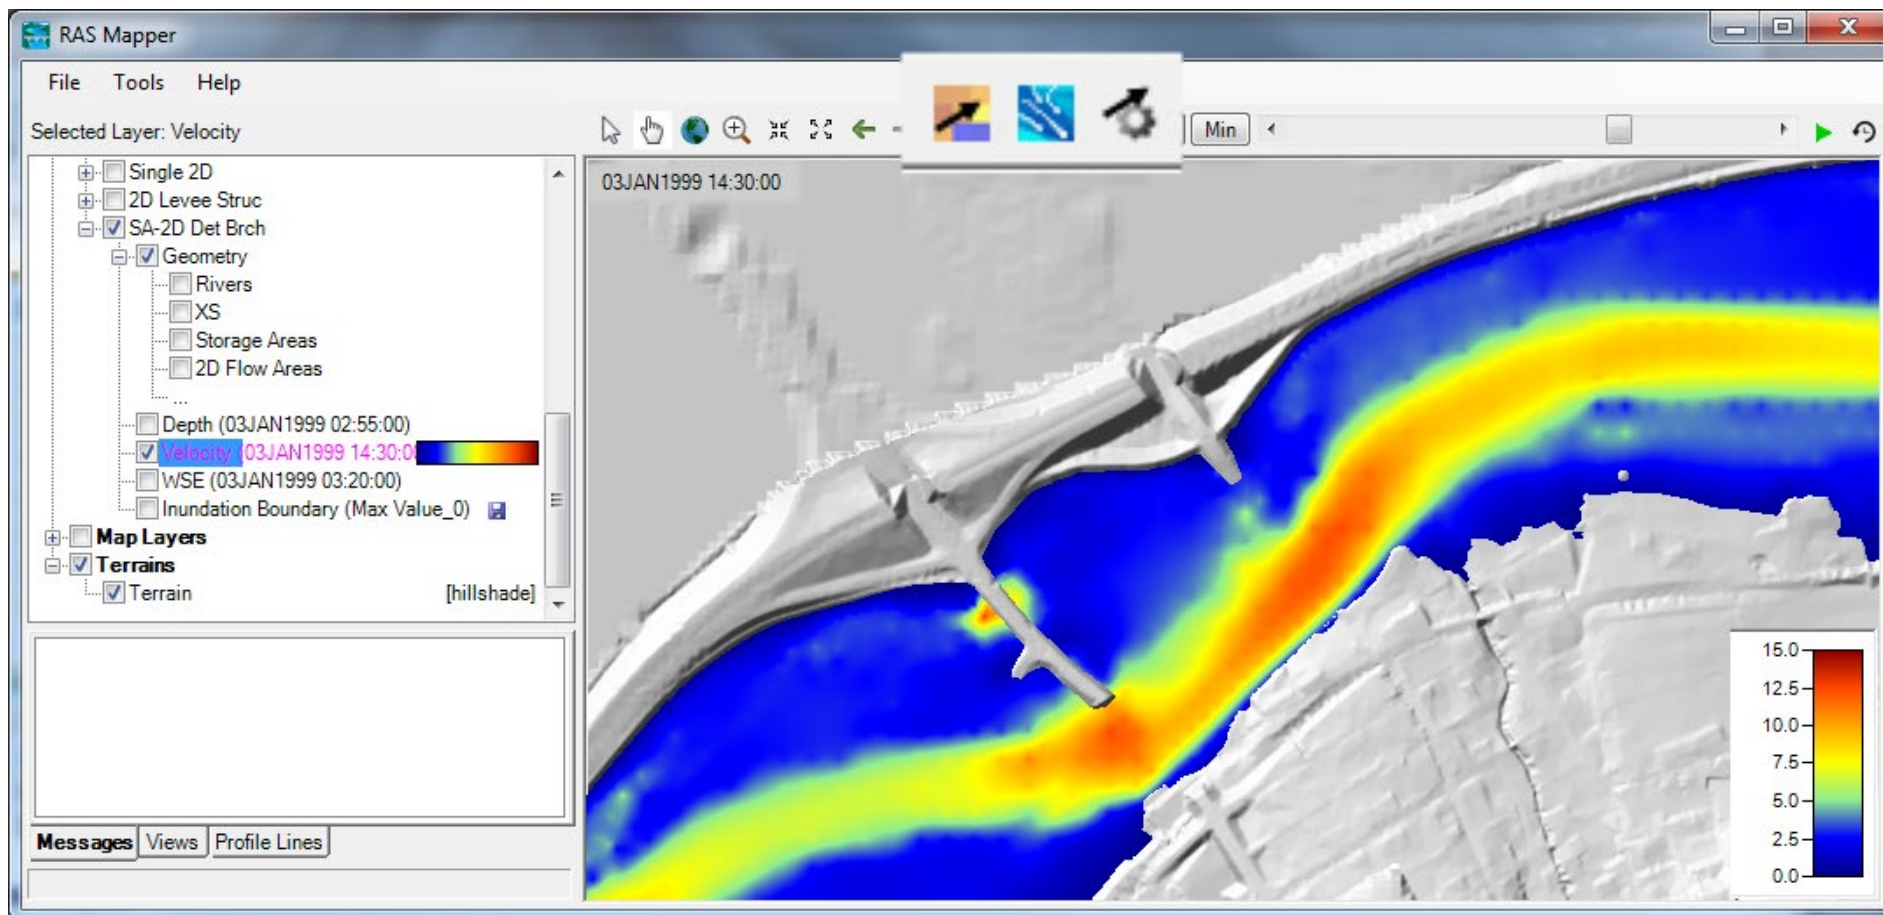 RAS Mapper
File Tools Help
Selected Layer: Velocity
Min
Single 2D
2D Levee Struc
SA-2D Det Brch
Geometry
Rivers
XS
Storage Areas
2D Flow Areas
...
Depth (03JAN1999 02:55:00)
Velocity (03JAN1999 14:30:00
WSE (03JAN1999 03:20:00)
Inundation Boundary (Max Value_0)
Map Layers
Terrains
Terrain [hillshade]
Messages Views Profile Lines
03JAN1999 14:30:00
15.0
12.5
10.0
7.5
5.0
2.5
0.0